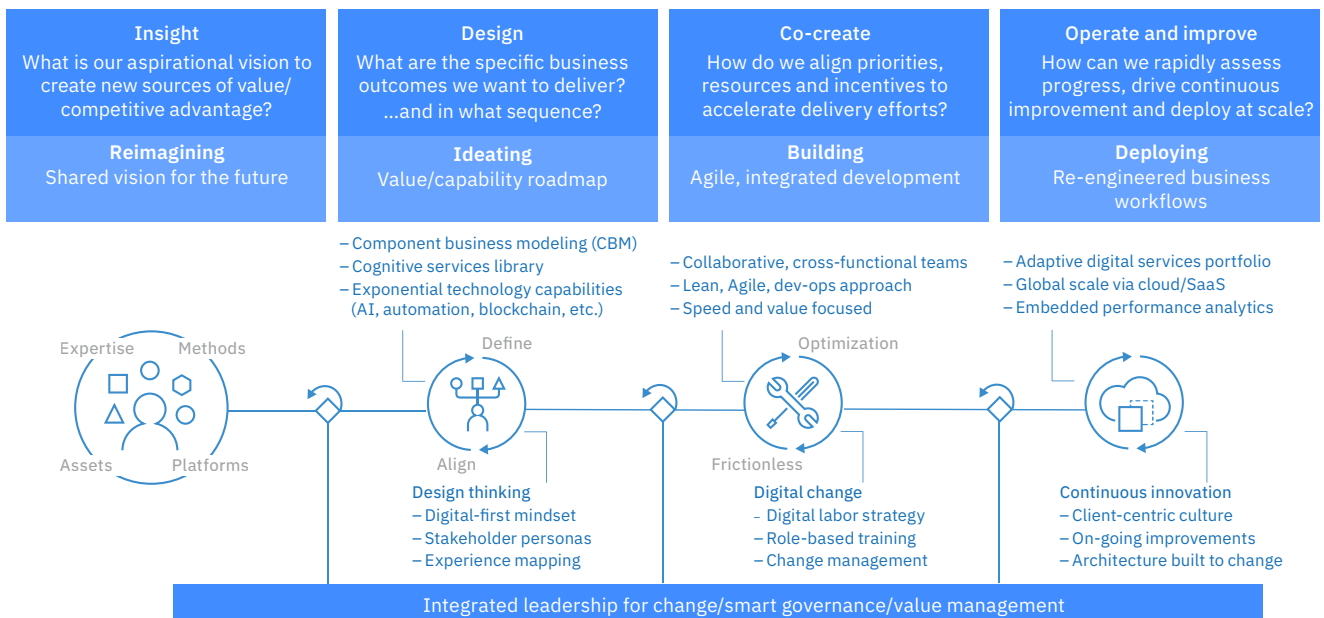 Insight
What is our aspirational vision to
create new sources of value/
competitive advantage?
Reimagining
Shared vision for the future
Design
What are the specific business
outcomes we want to deliver?
...and in what sequence?
Ideating
Value/capability roadmap
Co-create
How do we align priorities,
resources and incentives to
accelerate delivery efforts?
Building
Agile, integrated development
Operate and improve
How can we rapidly assess
progress, drive continuous
improvement and deploy at scale?
Deploying
Re-engineered business
workflows
Expertise
Methods
Assets
Platforms
– Component business modeling (CBM)
– Cognitive services library
– Exponential technology capabilities
(AI, automation, blockchain, etc.)
Define
Align
Design thinking
– Digital-first mindset
– Stakeholder personas
– Experience mapping
– Collaborative, cross-functional teams
– Lean, Agile, dev-ops approach
– Speed and value focused
Optimization
Frictionless
Digital change
– Digital labor strategy
– Role-based training
– Change management
– Adaptive digital services portfolio
– Global scale via cloud/SaaS
– Embedded performance analytics
Continuous innovation
– Client-centric culture
– On-going improvements
– Architecture built to change
Integrated leadership for change/smart governance/value management